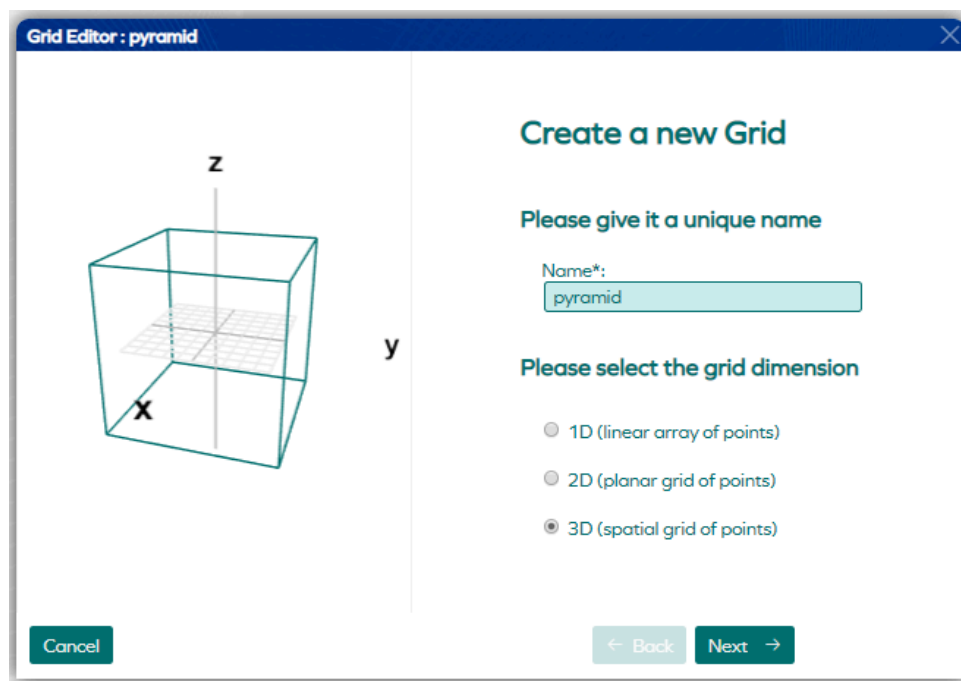 Grid Editor : pyramid
z
y
x
Create a new Grid
Please give it a unique name
Name*:
pyramid
Please select the grid dimension
1D (linear array of points)
2D (planar grid of points)
3D (spatial grid of points)
Cancel
← Back
Next →